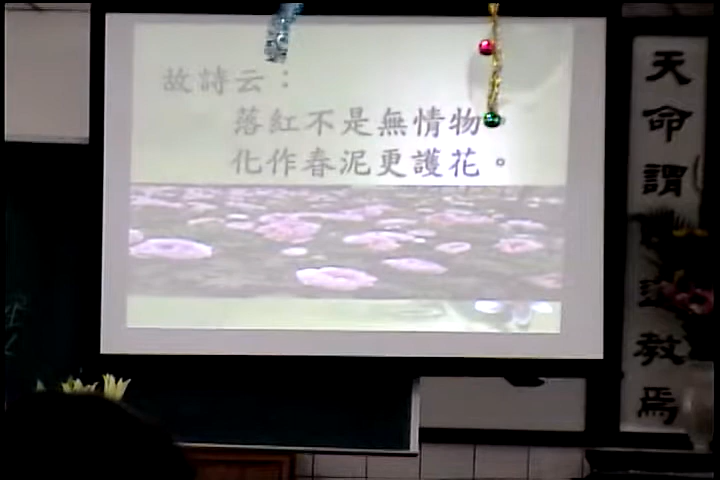 故詩云：
落紅不是無情物。
化作春泥更護花。
天命謂
教焉